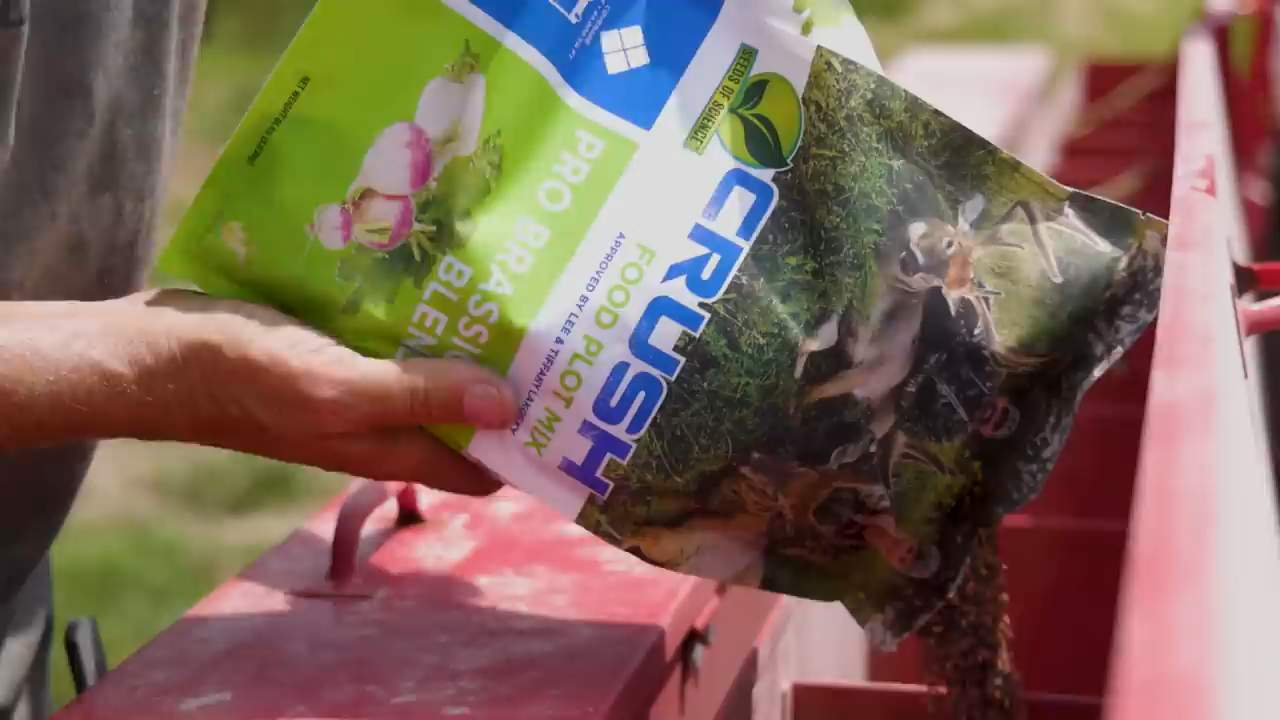 SEEDS OF SCIENCE
CRUSH
FOOD PLOT MIX
APPROVED BY LEE & TIFFANY LAKOSKY
PRO BRASSIC
BLEN